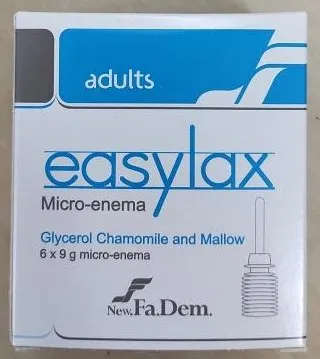 adults
easylax
Micro-enema
Glycerol Chamomile and Mallow
6 x 9 g micro-enema
New.Fa.Dem.